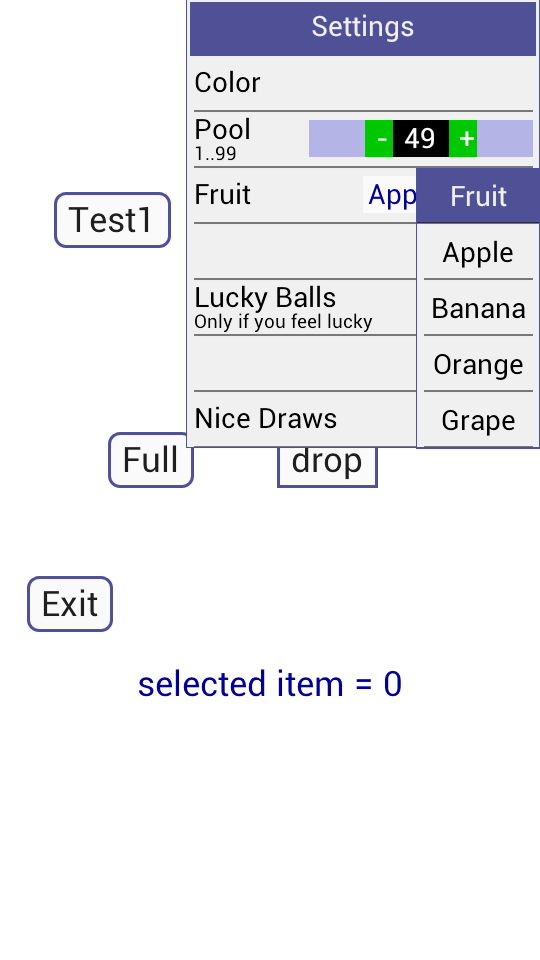 Settings
Color
Pool
1..99
- 49 +
Fruit
App
Fruit
Apple
Banana
Orange
Grape
Lucky Balls
Only if you feel lucky
Nice Draws
Test1
Full
drop
Exit
selected item = 0